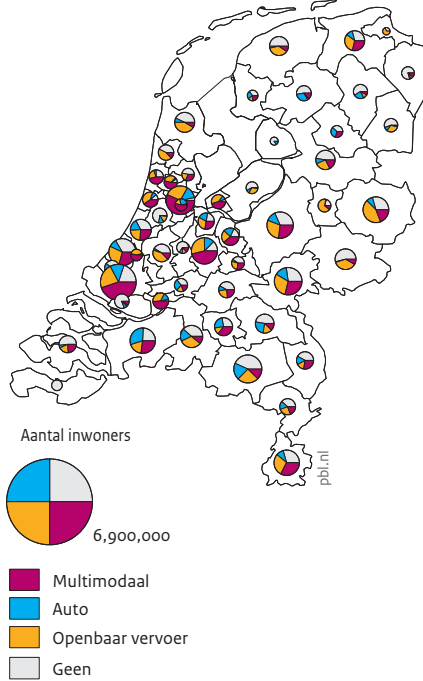 Aantal inwoners
pbl.nl
6,900,000
Multimodaal
Auto
Openbaar vervoer
Geen